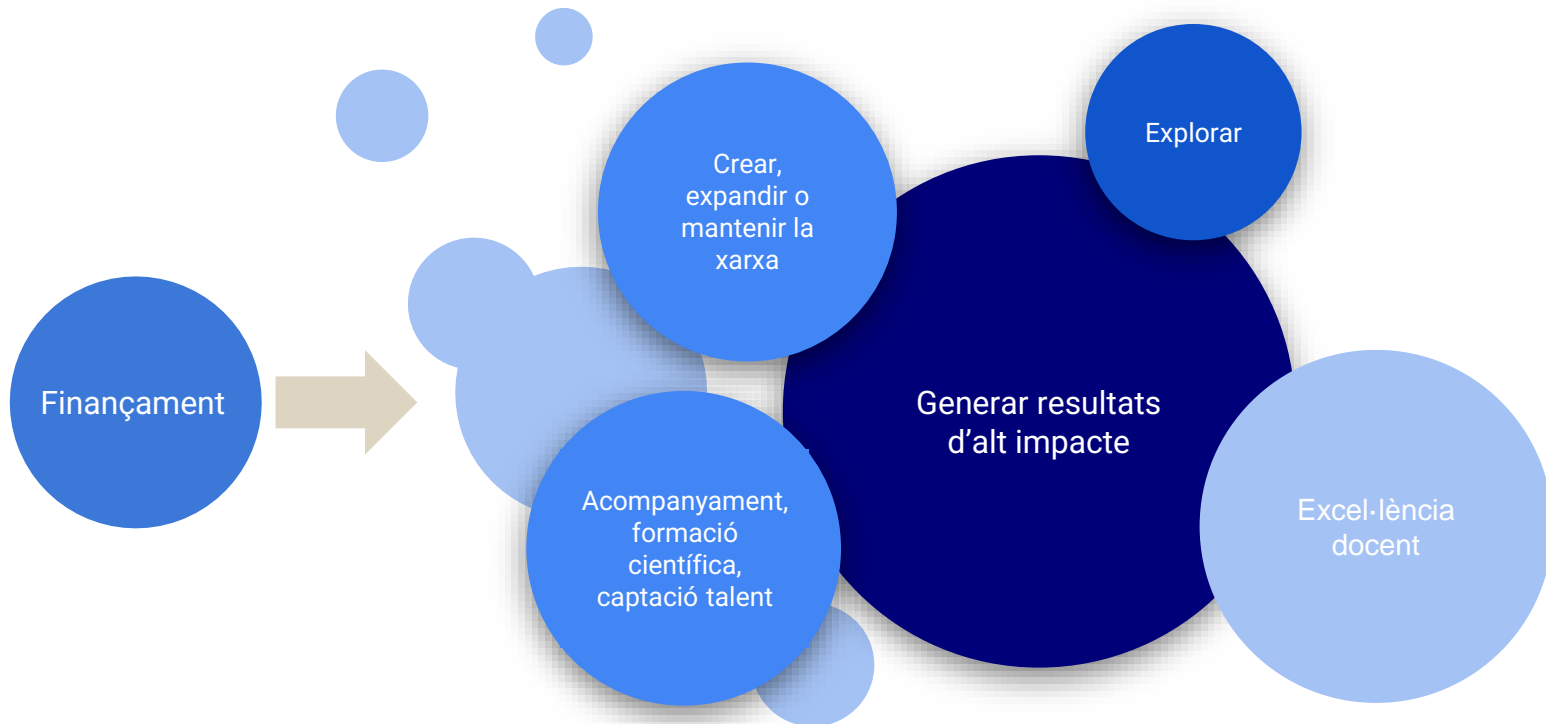 Finançament
Crear,
expandir o
mantenir la
xarxa
Acompanyament,
formació
científica,
captació talent
Generar resultats
d’alt impacte
Explorar
Excel·lència
docent